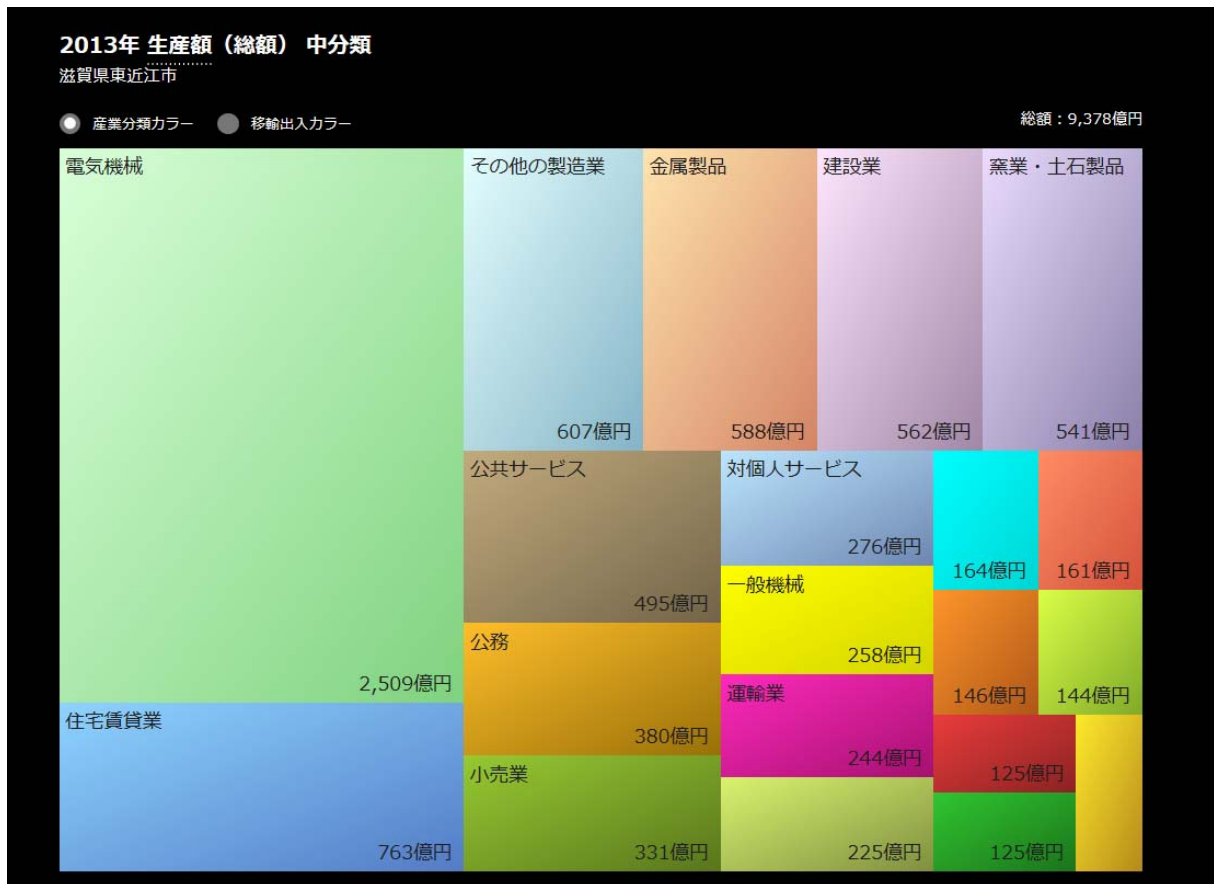 2013年 生産額（総額） 中分類
滋賀県東近江市
産業分類カラー 移輸出入カラー
総額：9,378億円
電気機械
2,509億円
住宅賃貸業
763億円
その他の製造業
607億円
金属製品
588億円
建設業
562億円
窯業・土石製品
541億円
公共サービス
495億円
公務
380億円
小売業
331億円
対個人サービス
276億円
一般機械
258億円
運輸業
244億円
225億円
164億円
161億円
146億円
144億円
125億円
125億円